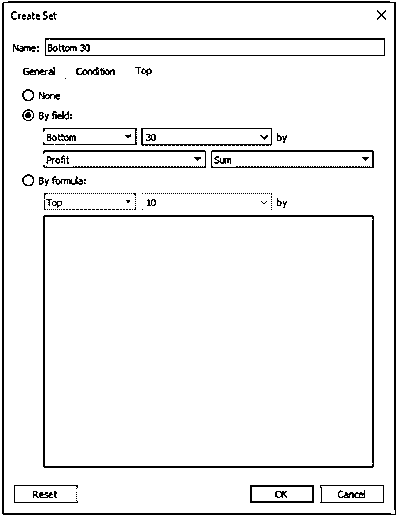 Create Set
Name: Bottom 30
General Condition Top
None
By field:
Bottom 30 by
Profit Sum
By formula:
Top 10 by
Reset OK Cancel